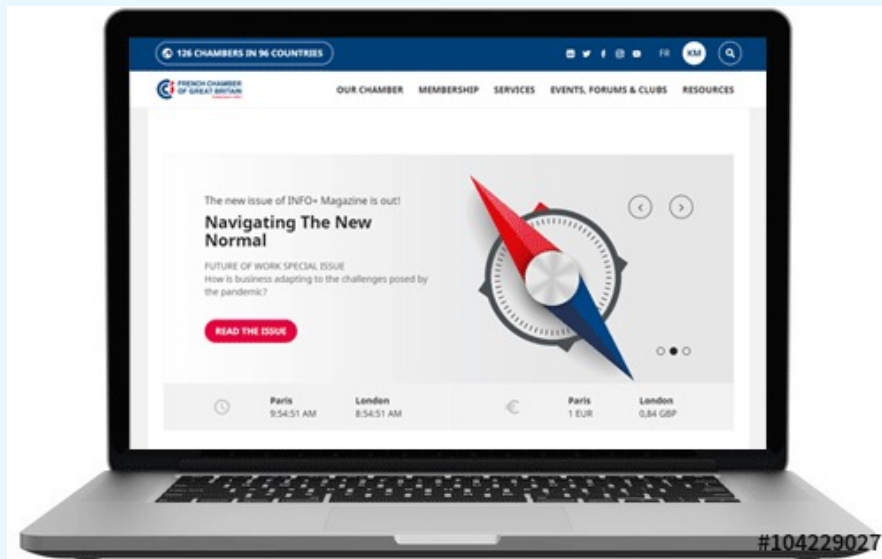 126 CHAMBERS IN 96 COUNTRIES
FR
KM
FRENCH CHAMBER
OF GREAT BRITAIN
OUR CHAMBER MEMBERSHIP SERVICES EVENTS, FORUMS & CLUBS RESOURCES
The new issue of INFO+ Magazine is out!
Navigating The New
Normal
FUTURE OF WORK SPECIAL ISSUE
How is business adapting to the challenges posed by
the pandemic?
READ THE ISSUE
Paris London Paris London
9:54:51 AM 8:54:51 AM € 1 EUR 0,84 GBP
#104229027